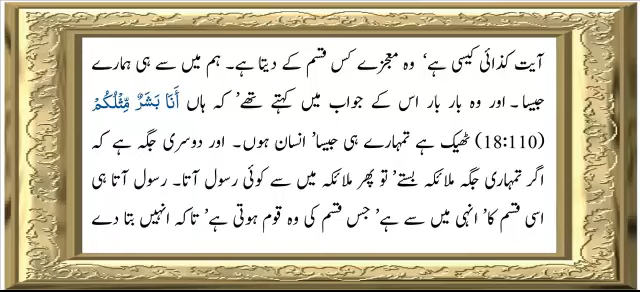 آیت کذائی کیسی ہے‘ وہ معجزے کس قسم کے دیتا ہے۔ ہم میں سے ہی ہمارے
جیسا۔ اور وہ بار بار اس کے جواب میں کہتے تھے‘ کہ ہاں أَنَا بَشَرٌ مِّثْلُكُمْ
(18:110) ٹھیک ہے تمہارے ہی جیسا‘ انسان ہوں۔ اور دوسری جگہ ہے کہ
اگر تمہاری جگہ ملائکہ بستے‘ تو پھر ملائکہ میں سے کوئی رسول آتا۔ رسول آتا ہی
اسی قسم کا‘ انہی میں سے ہے‘ جس قسم کی وہ قوم ہوتی ہے‘ تاکہ انہیں بتا دے